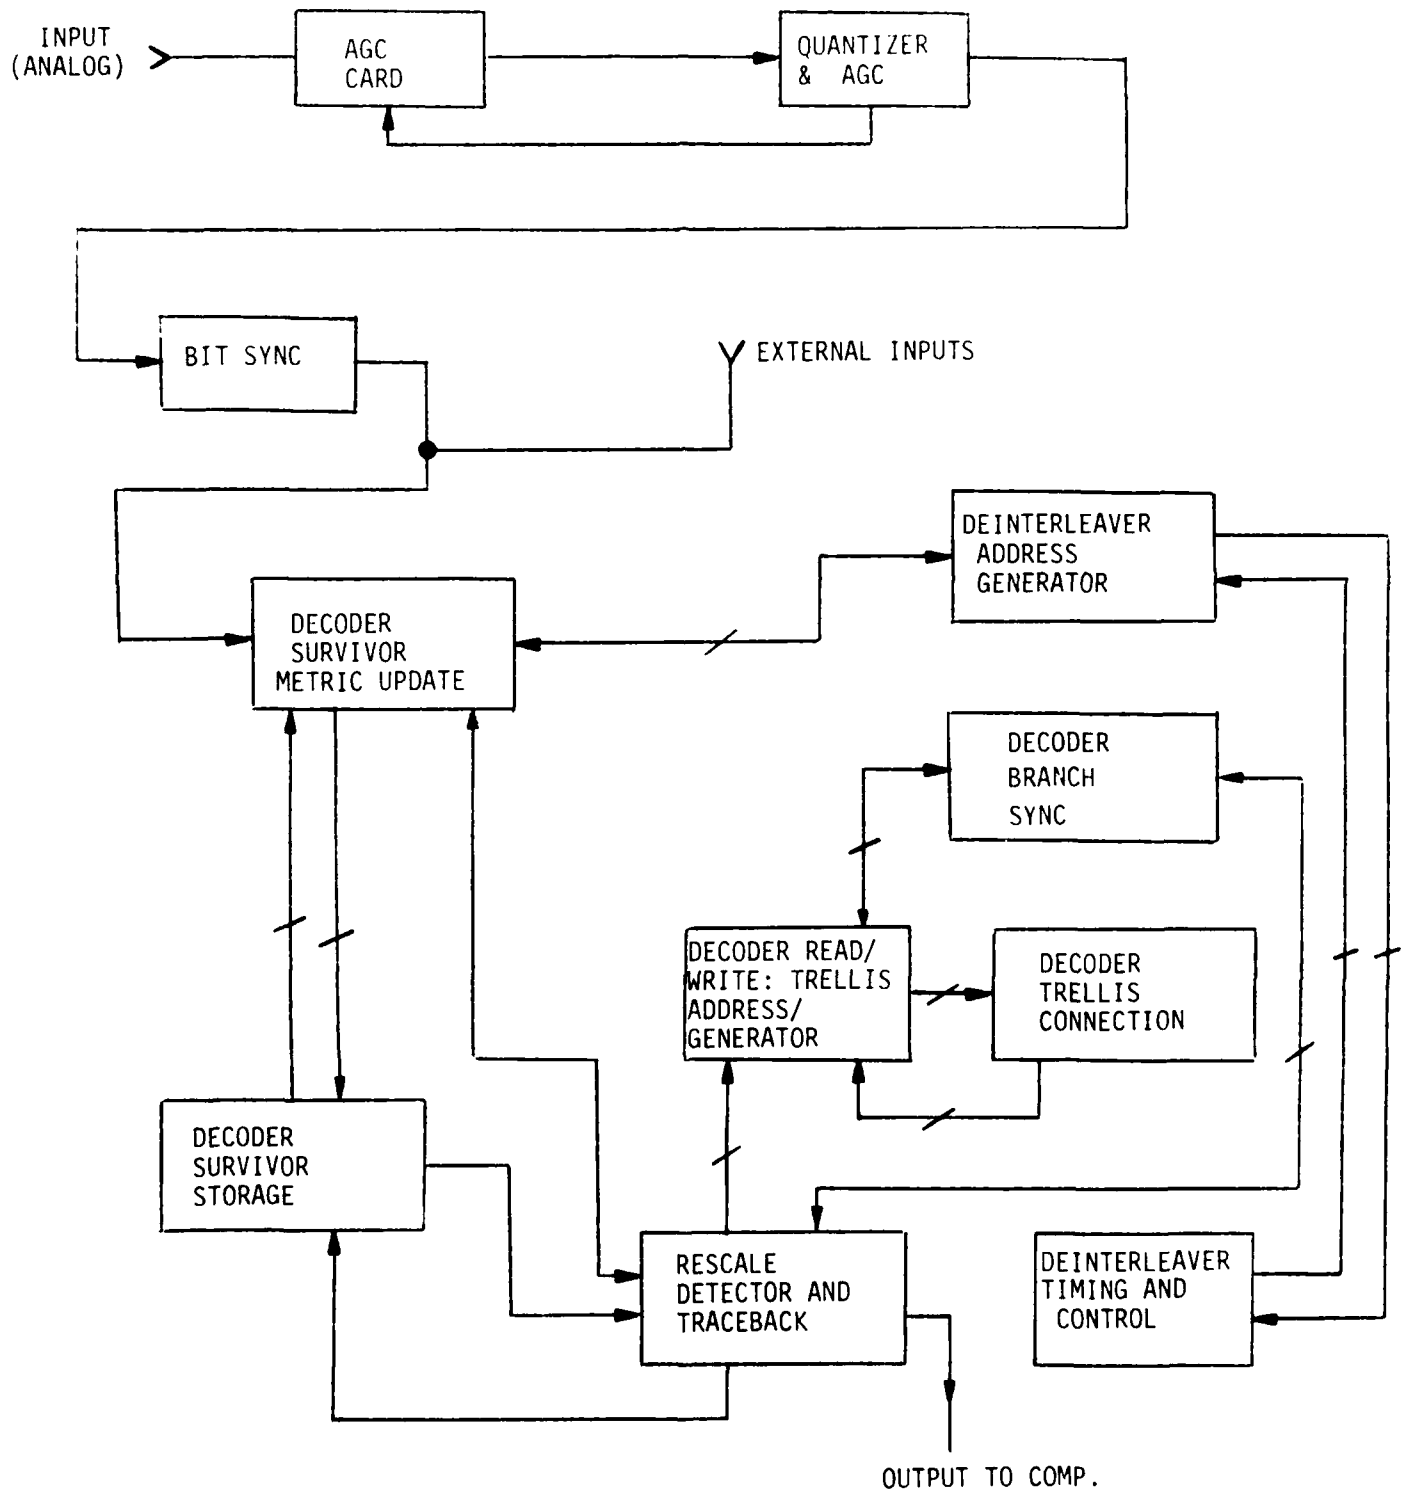 INPUT
(ANALOG)
AGC
CARD
QUANTIZER
& AGC
BIT SYNC
EXTERNAL INPUTS
DEINTERLEAVER
ADDRESS
GENERATOR
DECODER
SURVIVOR
METRIC UPDATE
DECODER
BRANCH
SYNC
DECODER READ/
WRITE: TRELLIS
ADDRESS/
GENERATOR
DECODER
TRELLIS
CONNECTION
DECODER
SURVIVOR
STORAGE
RESCALE
DETECTOR AND
TRACEBACK
DEINTERLEAVER
TIMING AND
CONTROL
OUTPUT TO COMP.